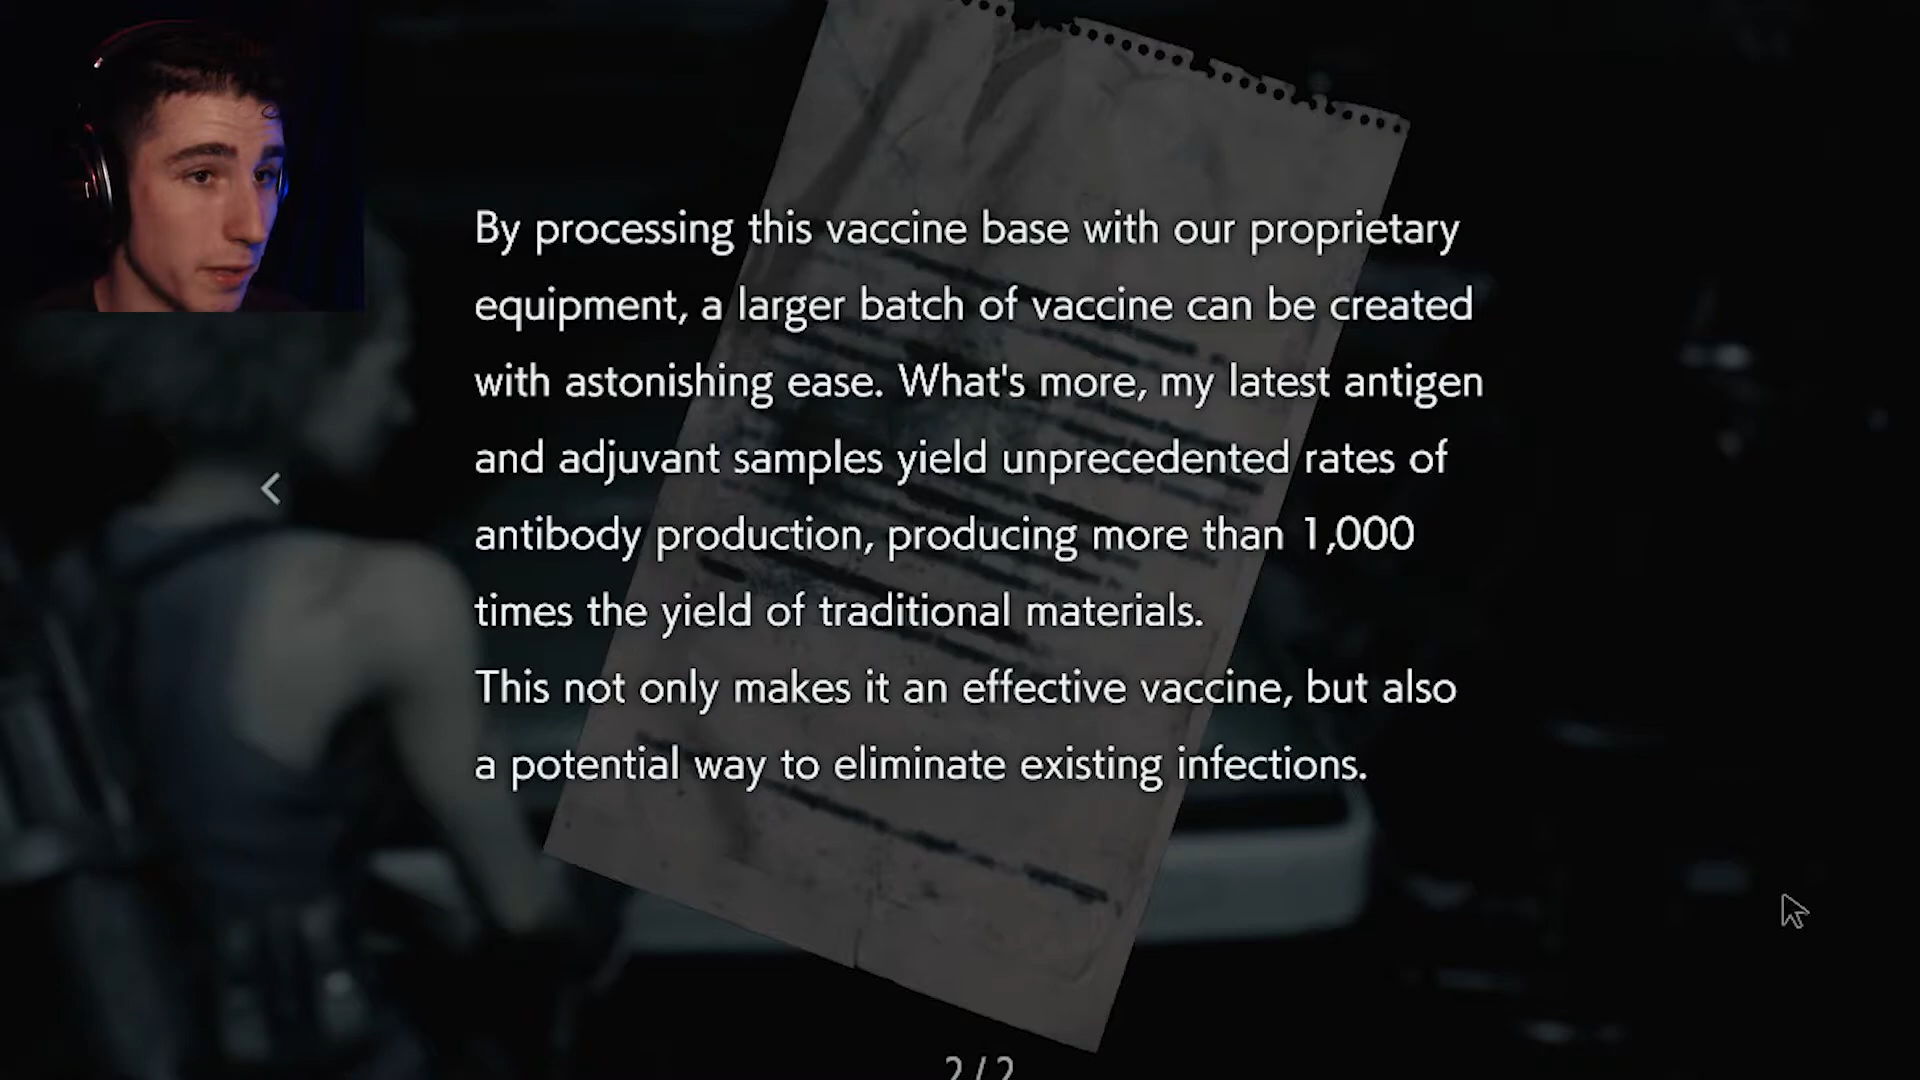 By processing this vaccine base with our proprietary
equipment, a larger batch of vaccine can be created
with astonishing ease. What's more, my latest antigen
and adjuvant samples yield unprecedented rates of
antibody production, producing more than 1,000
times the yield of traditional materials.
This not only makes it an effective vaccine, but also
a potential way to eliminate existing infections.
2/2